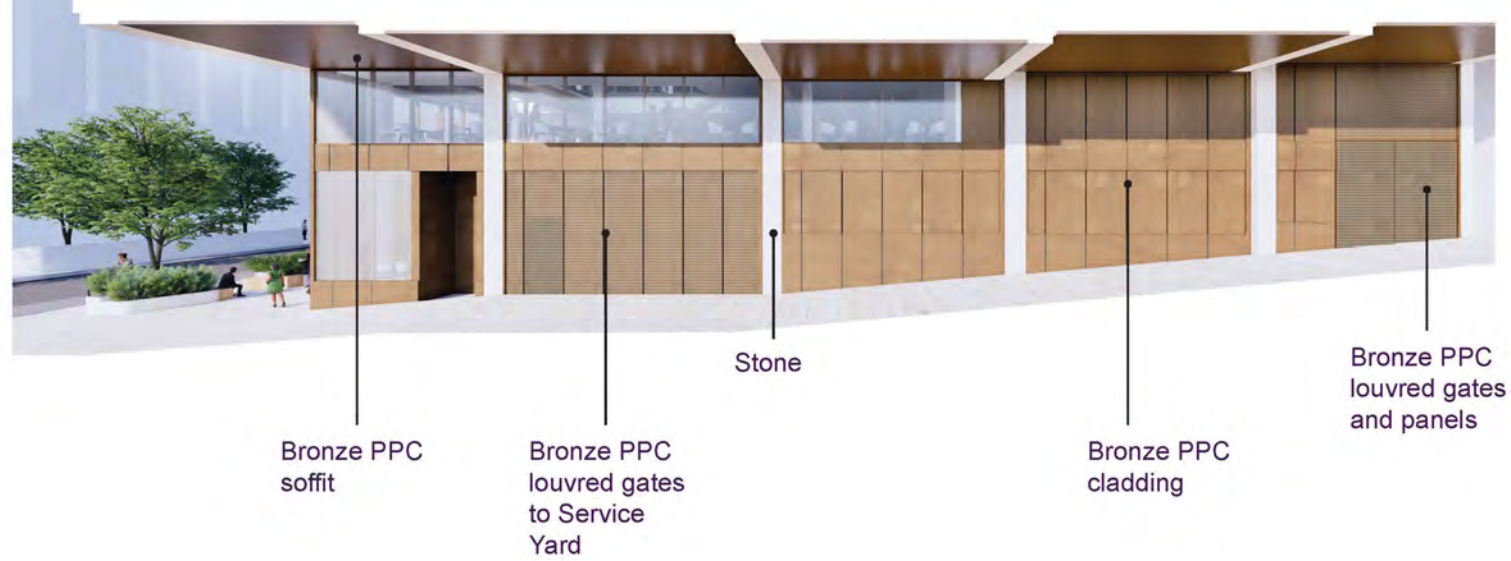 Stone
Bronze PPC
louvred gates
and panels
Bronze PPC
soffit
Bronze PPC
louvred gates
to Service
Yard
Bronze PPC
cladding